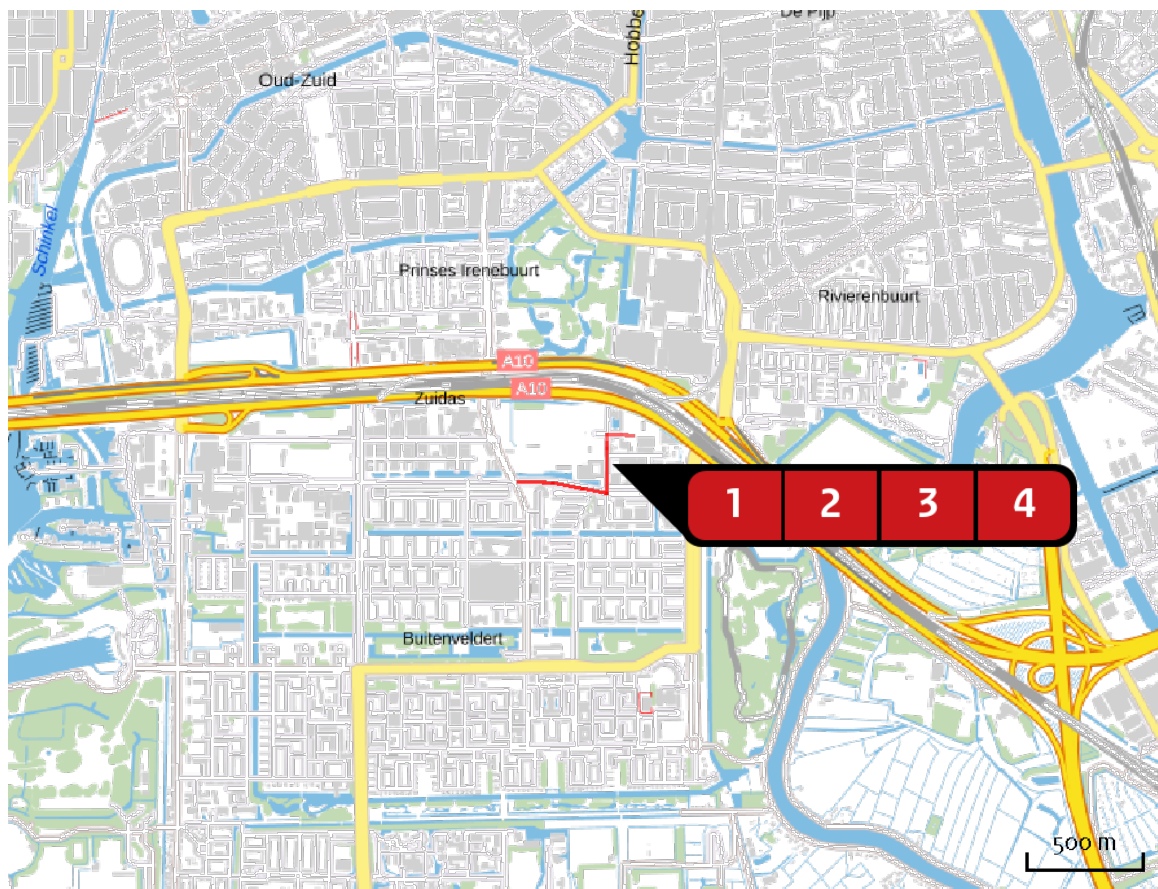 De Pijp
Hobbe
Oud-Zuid
Schinkel
Prinses Irenebuurt
Rivierenbuurt
A10
A10
Zuidas
1 2 3 4
Buitenveldert
500 m